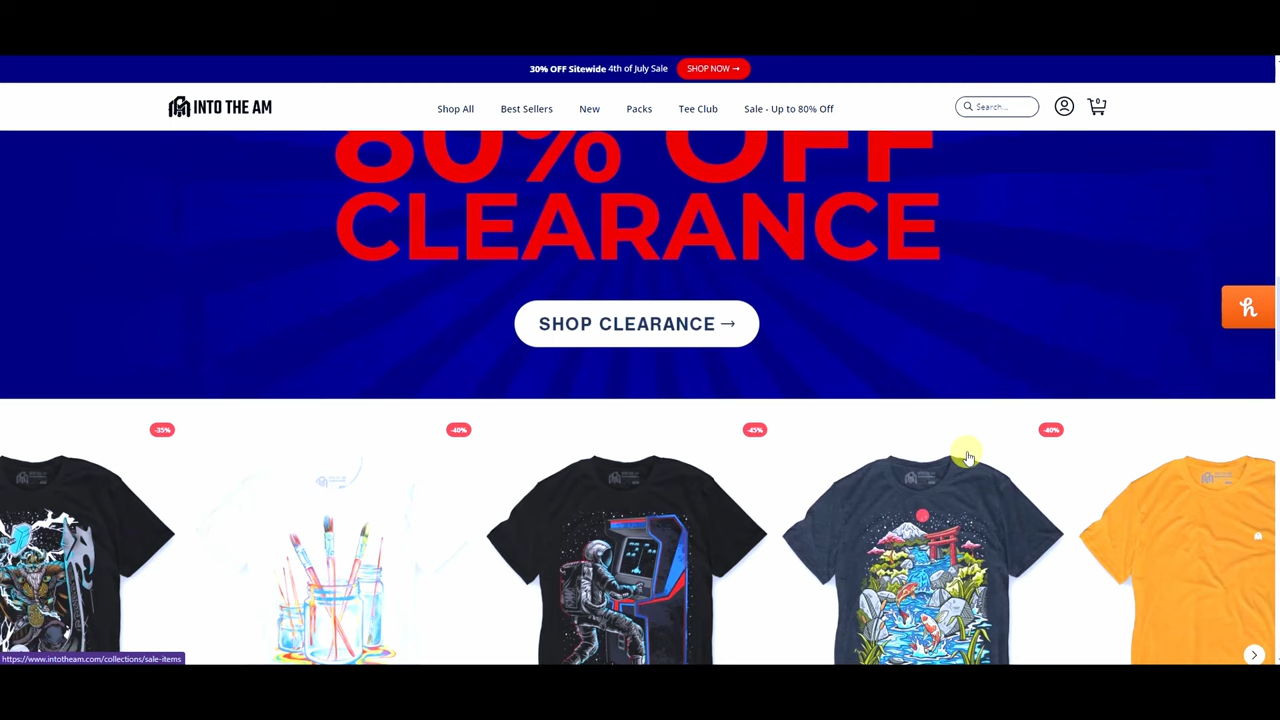 30% OFF Sitewide 4th of July Sale SHOP NOW →
INTO THE AM
Shop All Best Sellers New Packs Tee Club Sale - Up to 80% Off
Search...
0
80% OFF
CLEARANCE
SHOP CLEARANCE →
h
-35% -40% -45% -40%
https://www.intotheam.com/collections/sale-items